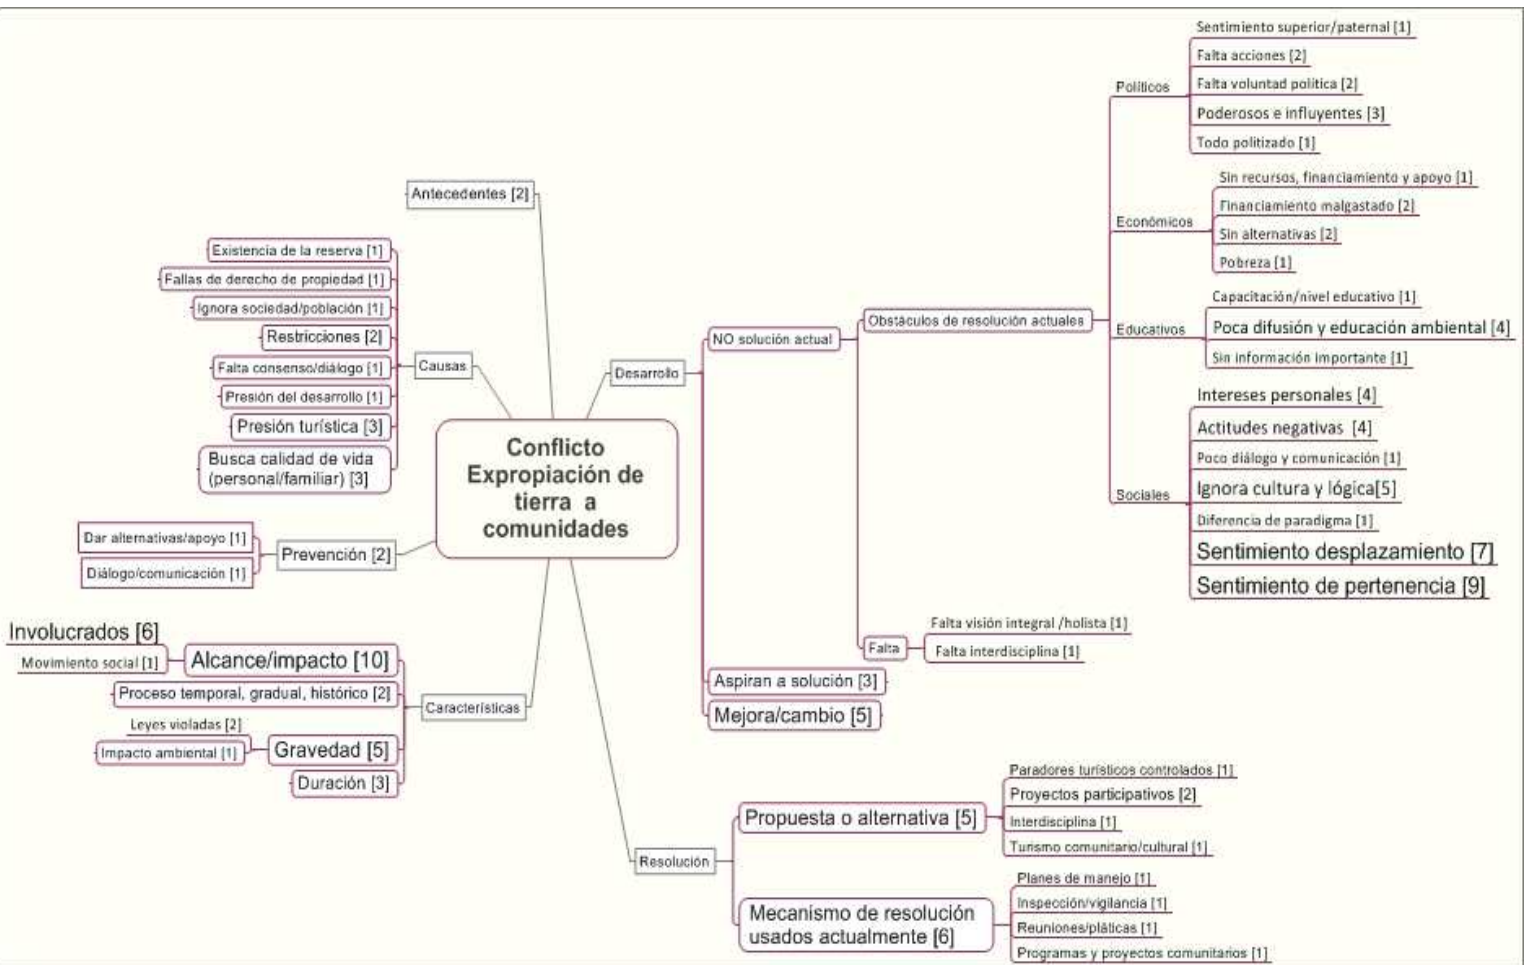 Conflicto
Expropiación de
tierra a
comunidades
Antecedentes [2]
Causas
Existencia de la reserva [1]
Fallas de derecho de propiedad [1]
Ignora sociedad/población [1]
Restricciones [2]
Falta consenso/diálogo [1]
Presión del desarrollo [1]
Presión turística [3]
Busca calidad de vida
(personal/familiar) [3]
Prevención [2]
Dar alternativas/apoyo [1]
Diálogo/comunicación [1]
Características
Alcance/impacto [10]
Involucrados [6]
Movimiento social [1]
Proceso temporal, gradual, histórico [2]
Gravedad [5]
Leyes violadas [2]
Impacto ambiental [1]
Duración [3]
Desarrollo
NO solución actual
Obstáculos de resolución actuales
Políticos
Sentimiento superior/paternal [1]
Falta acciones [2]
Falta voluntad política [2]
Poderosos e influyentes [3]
Todo politizado [1]
Económicos
Sin recursos, financiamiento y apoyo [1]
Financiamiento malgastado [2]
Sin alternativas [2]
Pobreza [1]
Educativos
Capacitación/nivel educativo [1]
Poca difusión y educación ambiental [4]
Sin información importante [1]
Sociales
Intereses personales [4]
Actitudes negativas [4]
Poco diálogo y comunicación [1]
Ignora cultura y lógica[5]
Diferencia de paradigma [1]
Sentimiento desplazamiento [7]
Sentimiento de pertenencia [9]
Falta
Falta visión integral /holista [1]
Falta interdisciplina [1]
Aspiran a solución [3]
Mejora/cambio [5]
Resolución
Propuesta o alternativa [5]
Paradores turísticos controlados [1]
Proyectos participativos [2]
Interdisciplina [1]
Turismo comunitario/cultural [1]
Mecanismo de resolución
usados actualmente [6]
Planes de manejo [1]
Inspección/vigilancia [1]
Reuniones/pláticas [1]
Programas y proyectos comunitarios [1]